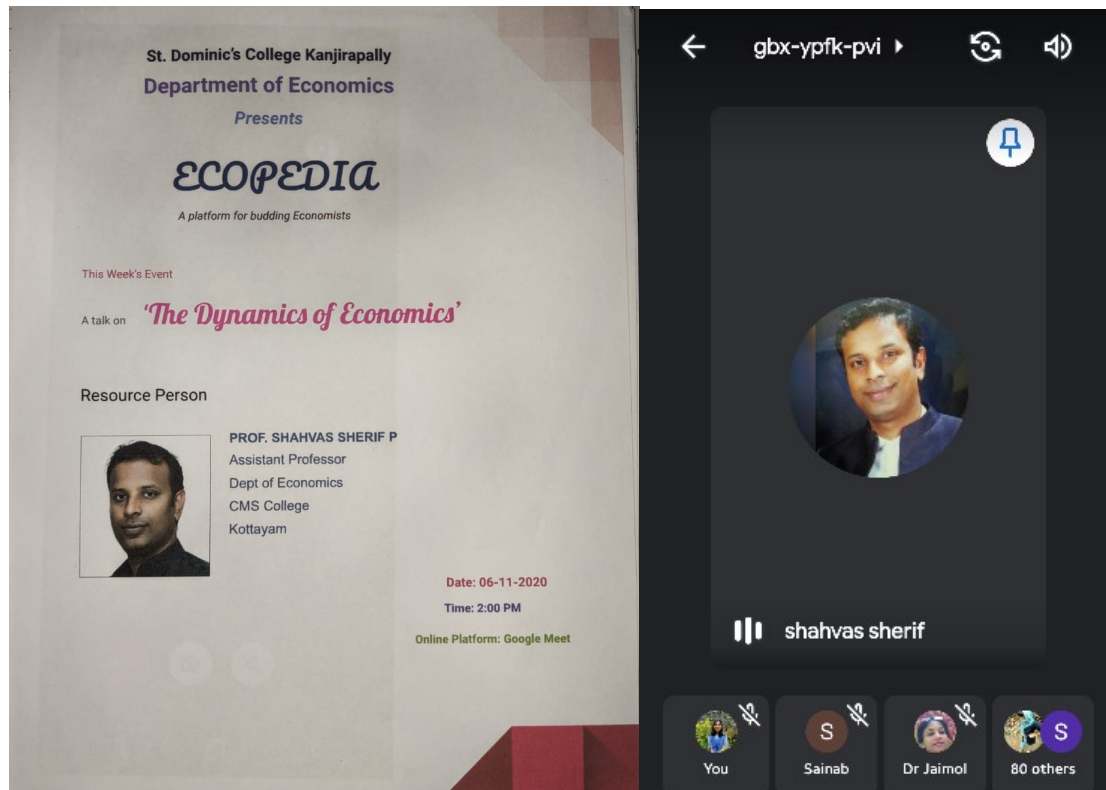 St. Dominic's College Kanjirapally
Department of Economics
Presents
ECOPEDIA
A platform for budding Economists
This Week's Event
A talk on 'The Dynamics of Economics'
Resource Person
PROF. SHAHVAS SHERIF P
Assistant Professor
Dept of Economics
CMS College
Kottayam
Date: 06-11-2020
Time: 2:00 PM
Online Platform: Google Meet
gbx-ypfk-pvi
shahvas sherif
S
S
You
Sainab
Dr Jaimol
80 others